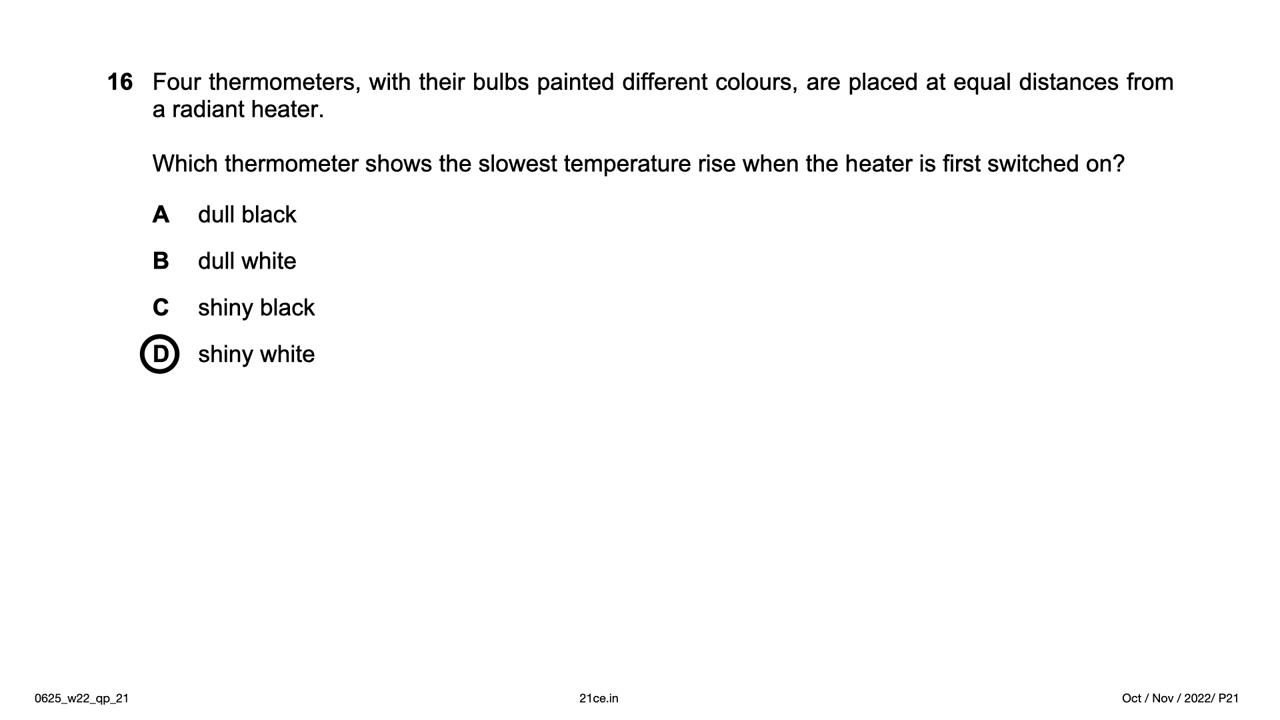 16 Four thermometers, with their bulbs painted different colours, are placed at equal distances from
a radiant heater.
Which thermometer shows the slowest temperature rise when the heater is first switched on?
A dull black
B dull white
C shiny black
D shiny white
0625_w22_qp_21 21ce.in Oct / Nov / 2022/ P21